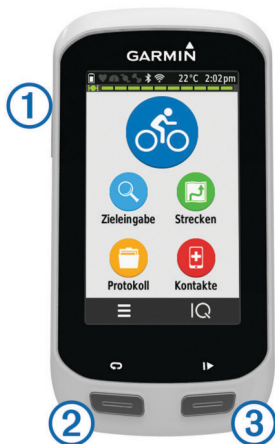 GARMIN
22°C 2:02pm
1
Zieleingabe Strecken
Protokoll Kontakte
IQ
2 3